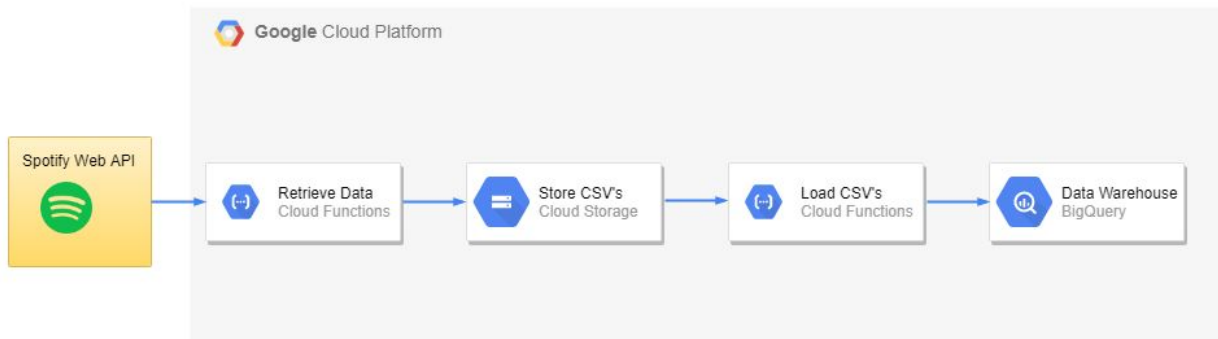 Google Cloud Platform
Spotify Web API
Retrieve Data
Cloud Functions
Store CSV's
Cloud Storage
Load CSV's
Cloud Functions
Data Warehouse
BigQuery